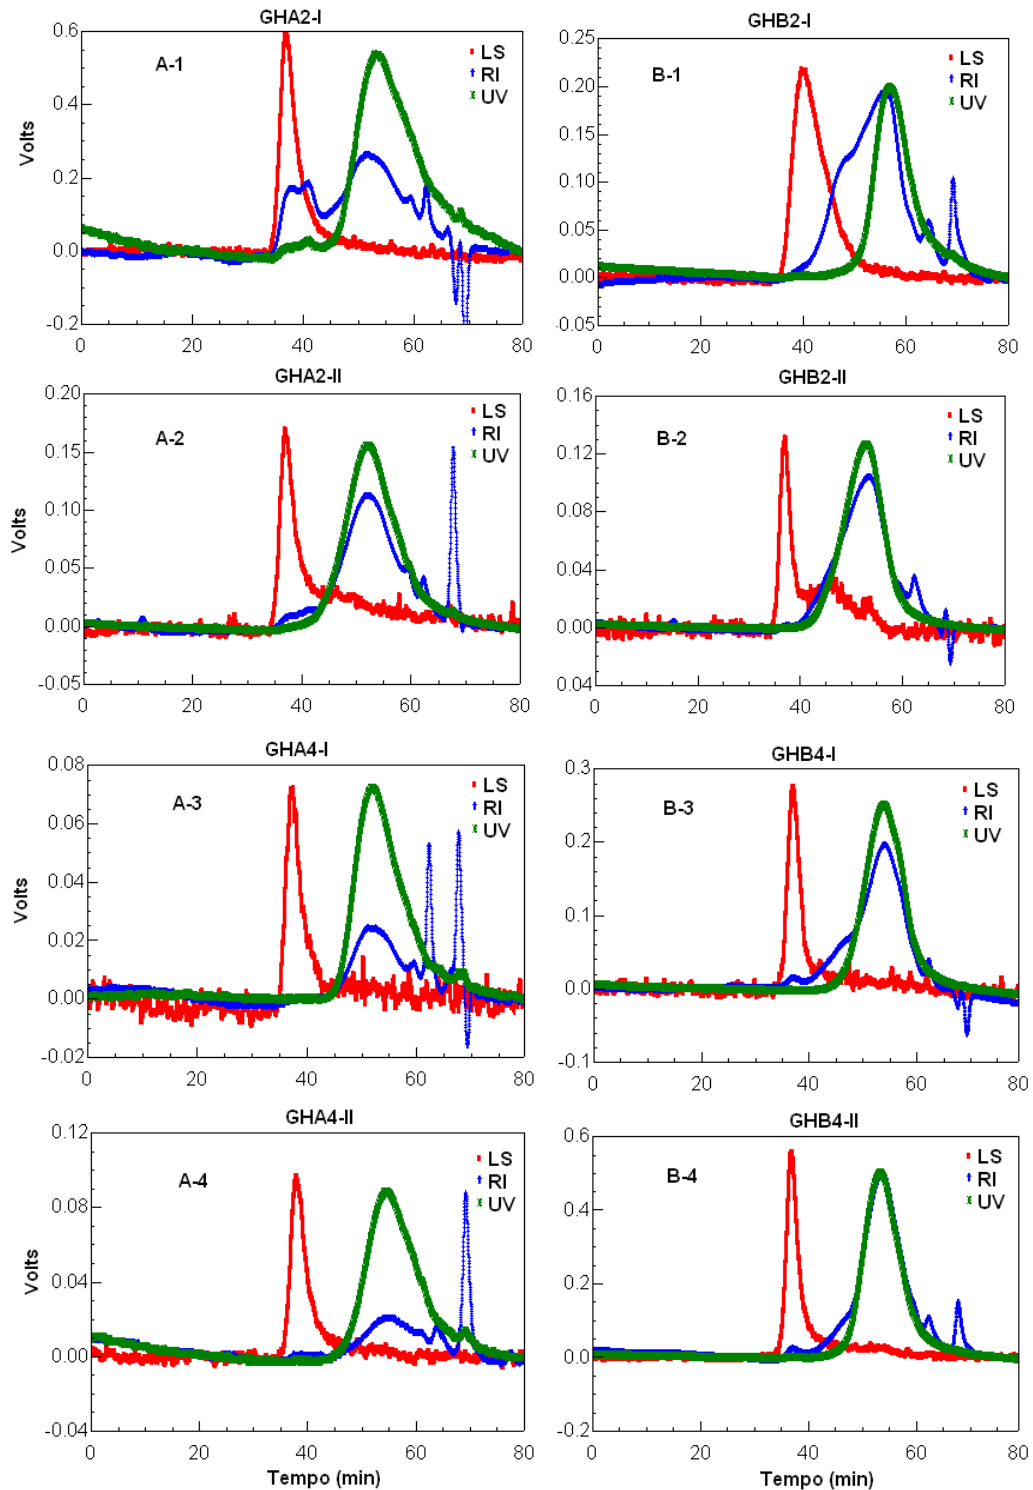 GHA2-I
A-1
LS
RI
UV
Volts
0.6
0.4
0.2
0.0
-0.2
0 20 40 60 80
GHB2-I
B-1
LS
RI
UV
0.25
0.20
0.15
0.10
0.05
0.00
-0.05
0 20 40 60 80
GHA2-II
A-2
LS
RI
UV
Volts
0.20
0.15
0.10
0.05
0.00
-0.05
0 20 40 60 80
GHB2-II
B-2
LS
RI
UV
0.16
0.12
0.08
0.04
0.00
0.04
0 20 40 60 80
GHA4-I
A-3
LS
RI
UV
Volts
0.08
0.06
0.04
0.02
0.00
-0.02
0 20 40 60 80
GHB4-I
B-3
LS
RI
UV
0.3
0.2
0.1
0.0
-0.1
0 20 40 60 80
GHA4-II
A-4
LS
RI
UV
Volts
0.12
0.08
0.04
0.00
-0.04
0 20 40 60 80
Tempo (min)
GHB4-II
B-4
LS
RI
UV
0.6
0.4
0.2
0.0
-0.2
0 20 40 60 80
Tempo (min)